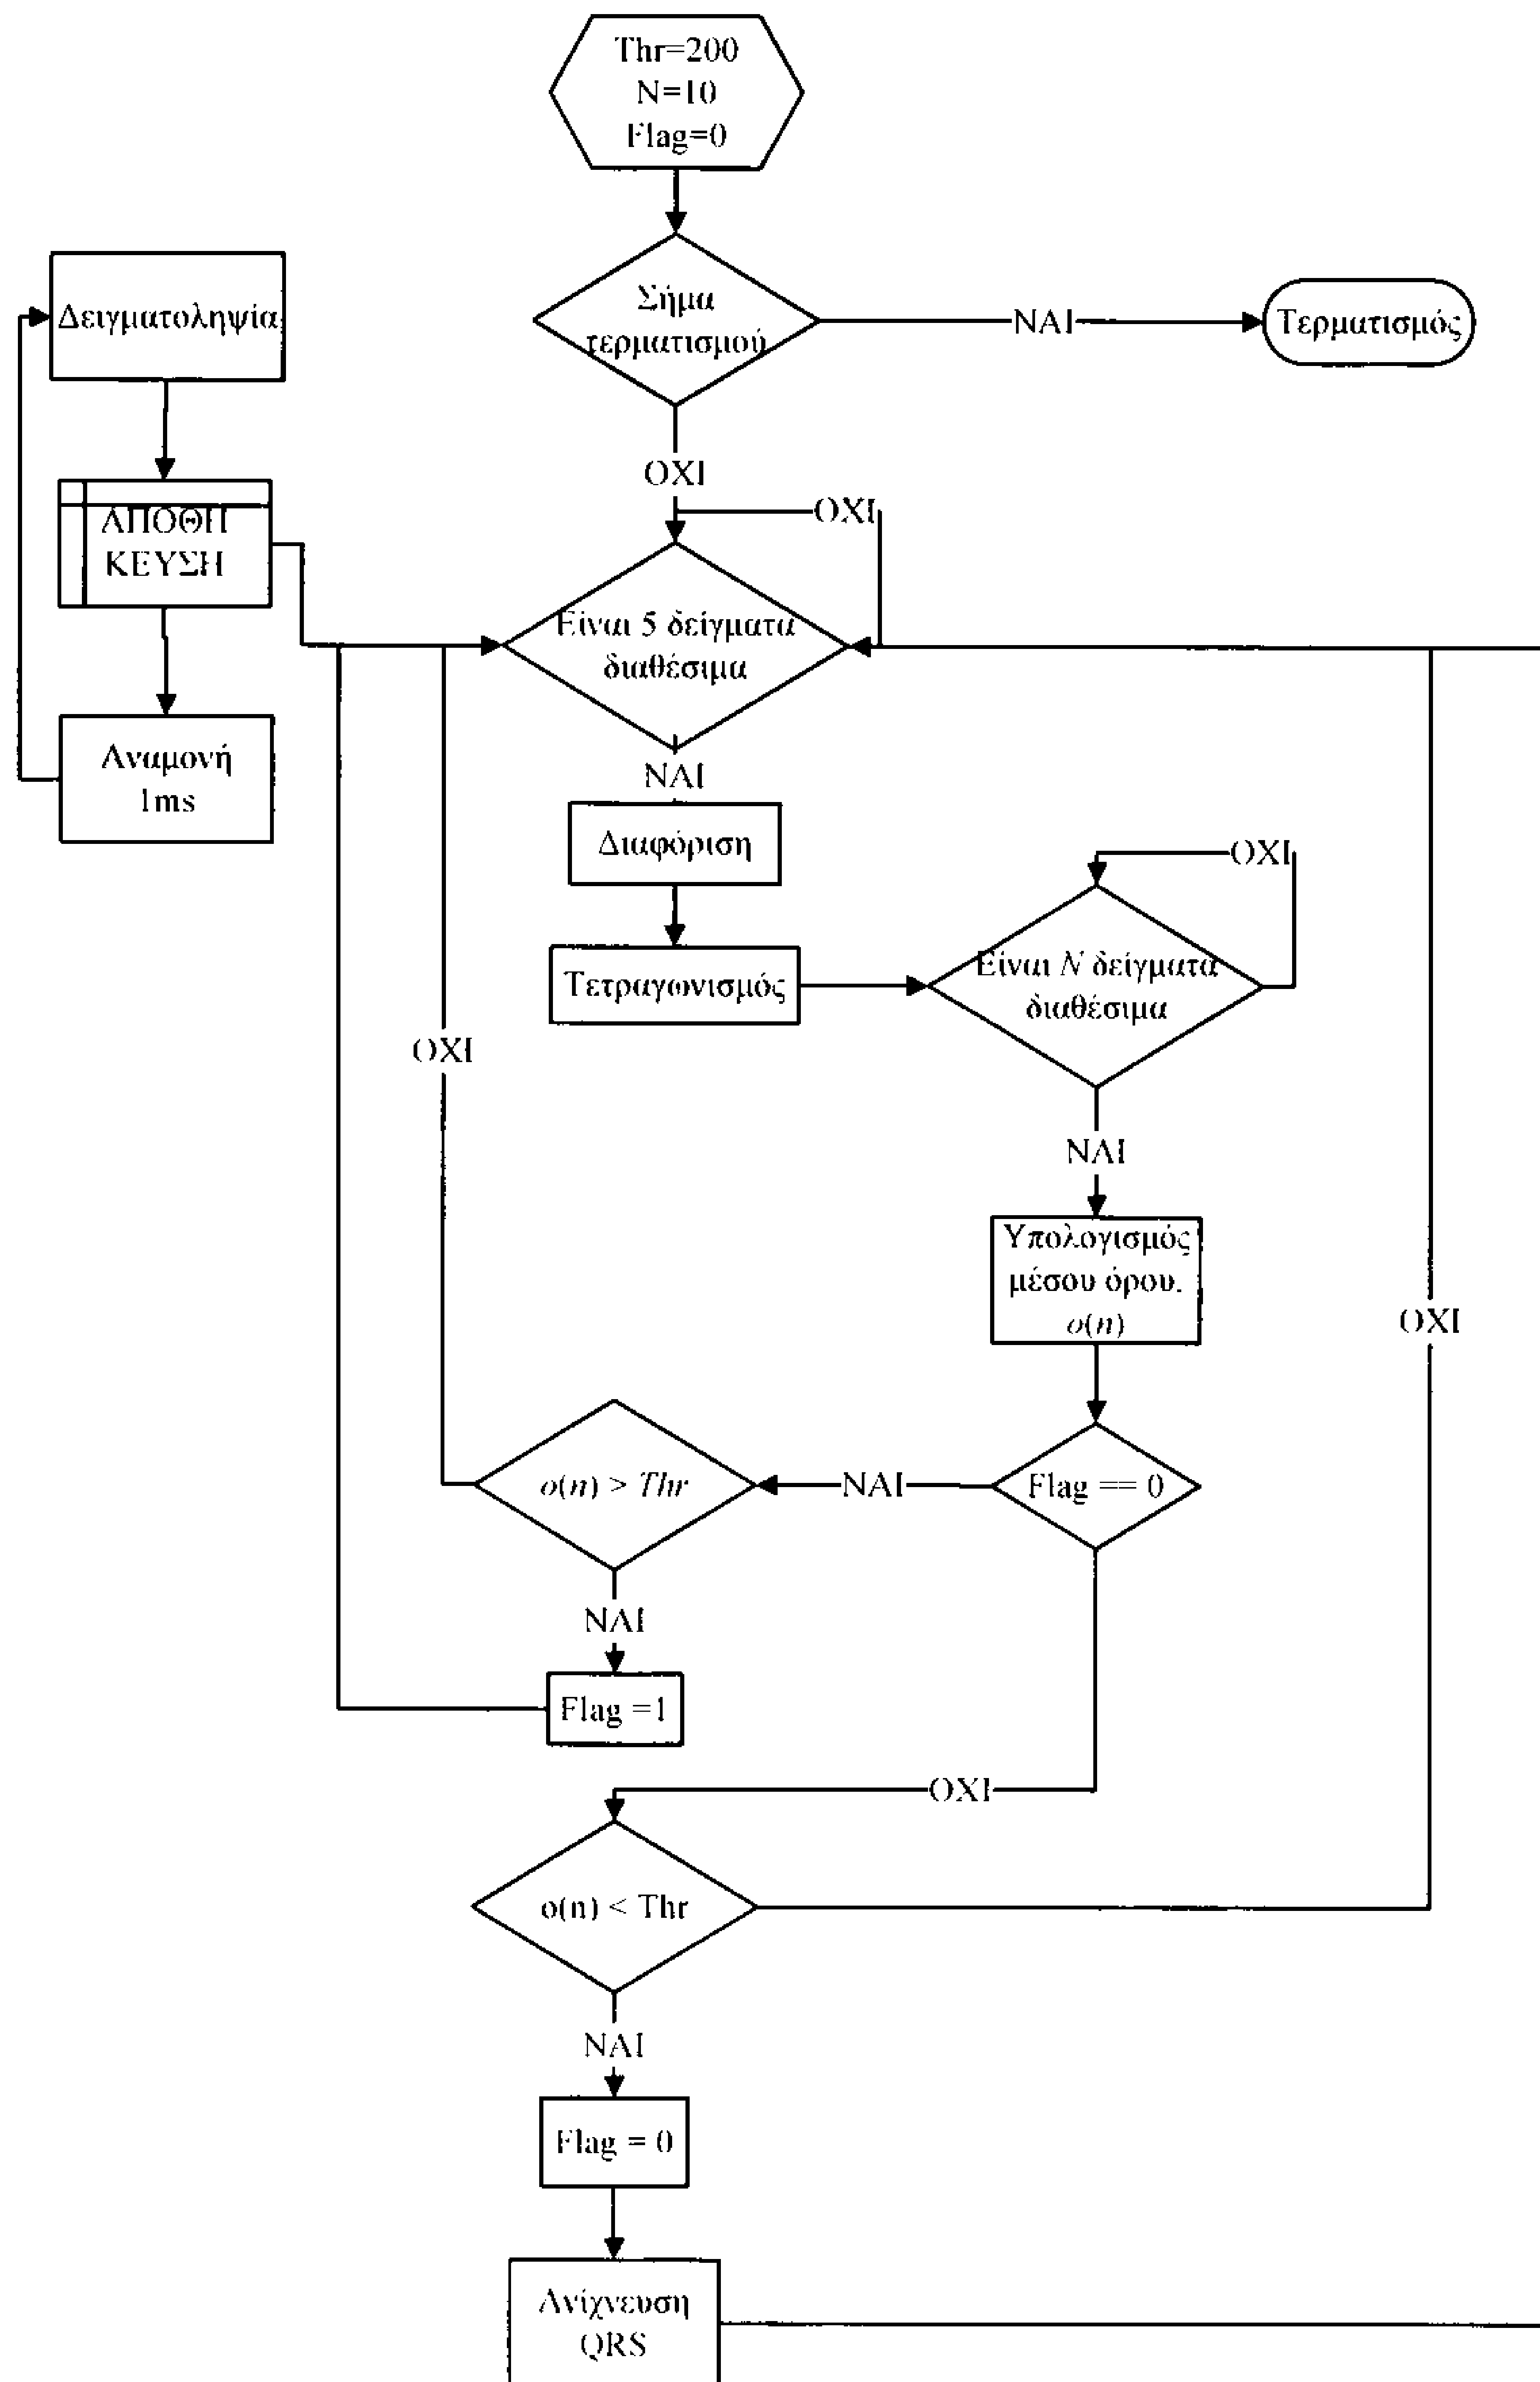 Thr=200
N=10
Flag=0
Σήμα
τερματισμού
ΝΑΙ
Τερματισμός
Δειγματοληψία
ΟΧΙ
ΑΠΟΘΗ
ΚΕΥΣΗ
ΟΧΙ
Είναι 5 δείγματα
διαθέσιμα
Αναμονή
1ms
ΝΑΙ
Διαφόριση
ΟΧΙ
Τετραγωνισμός
Είναι N δείγματα
διαθέσιμα
ΟΧΙ
ΝΑΙ
Υπολογισμός
μέσου όρου.
o(n)
ΟΧΙ
o(n) > Thr
ΝΑΙ
Flag == 0
ΝΑΙ
Flag =1
ΟΧΙ
o(n) < Thr
ΝΑΙ
Flag = 0
Ανίχνευση
QRS